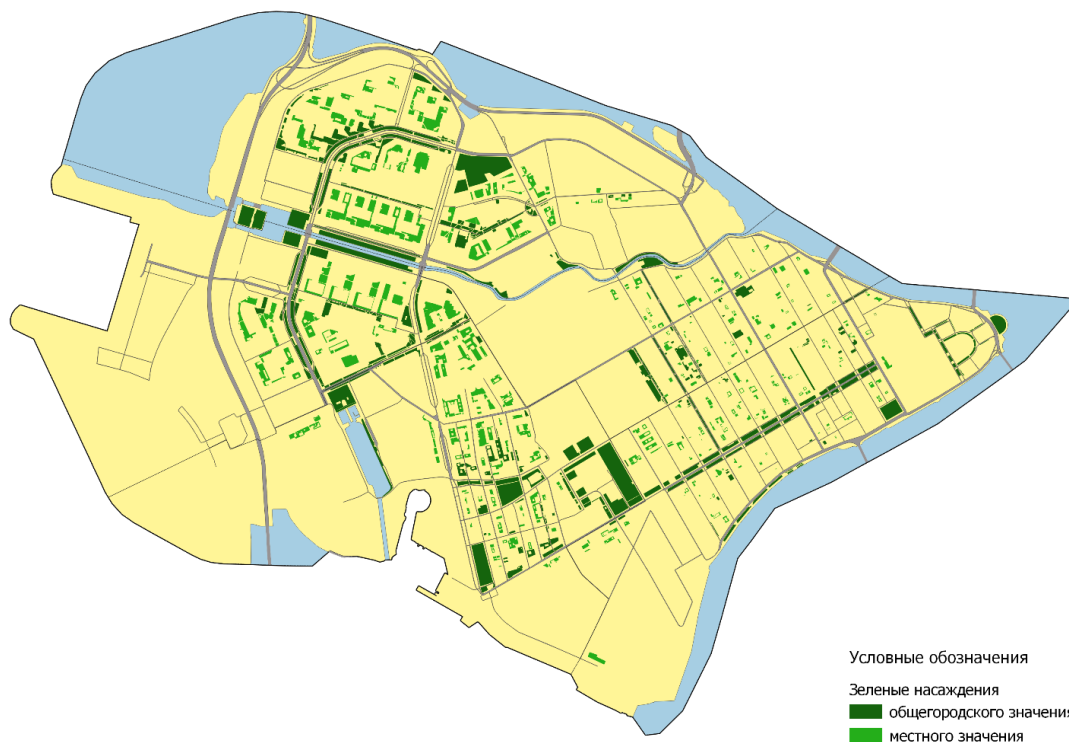 Условные обозначения
Зеленые насаждения
общегородского значения
местного значения